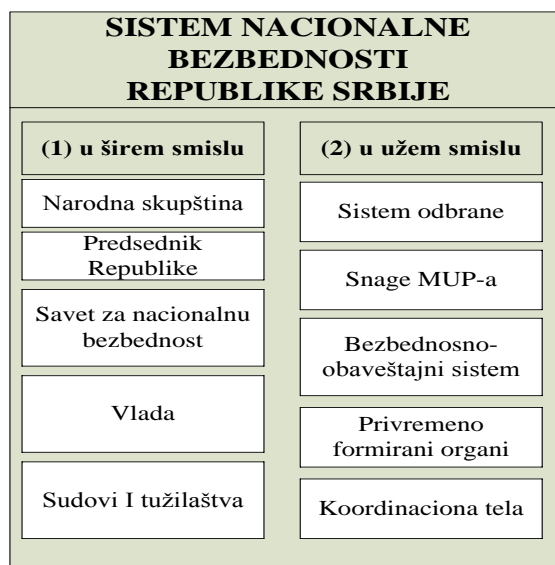 SISTEM NACIONALNE
BEZBEDNOSTI
REPUBLIKE SRBIJE
(1) u širem smislu
Narodna skupština
Predsednik
Republike
Savet za nacionalnu
bezbednost
Vlada
Sudovi I tužilaštva
(2) u užem smislu
Sistem odbrane
Snage MUP-a
Bezbednosno-
obaveštajni sistem
Privremeno
formirani organi
Koordinaciona tela